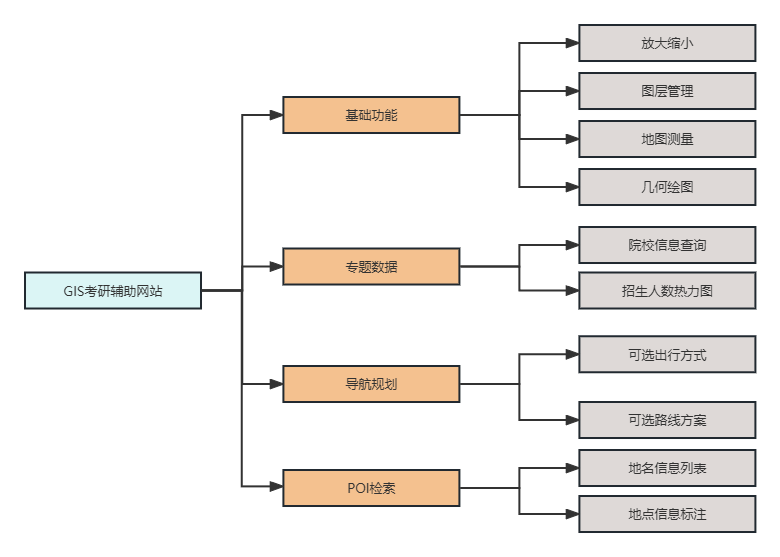 GIS考研辅助网站
基础功能
放大缩小
图层管理
地图测量
几何绘图
专题数据
院校信息查询
招生人数热力图
导航规划
可选出行方式
可选路线方案
POI检索
地名信息列表
地点信息标注